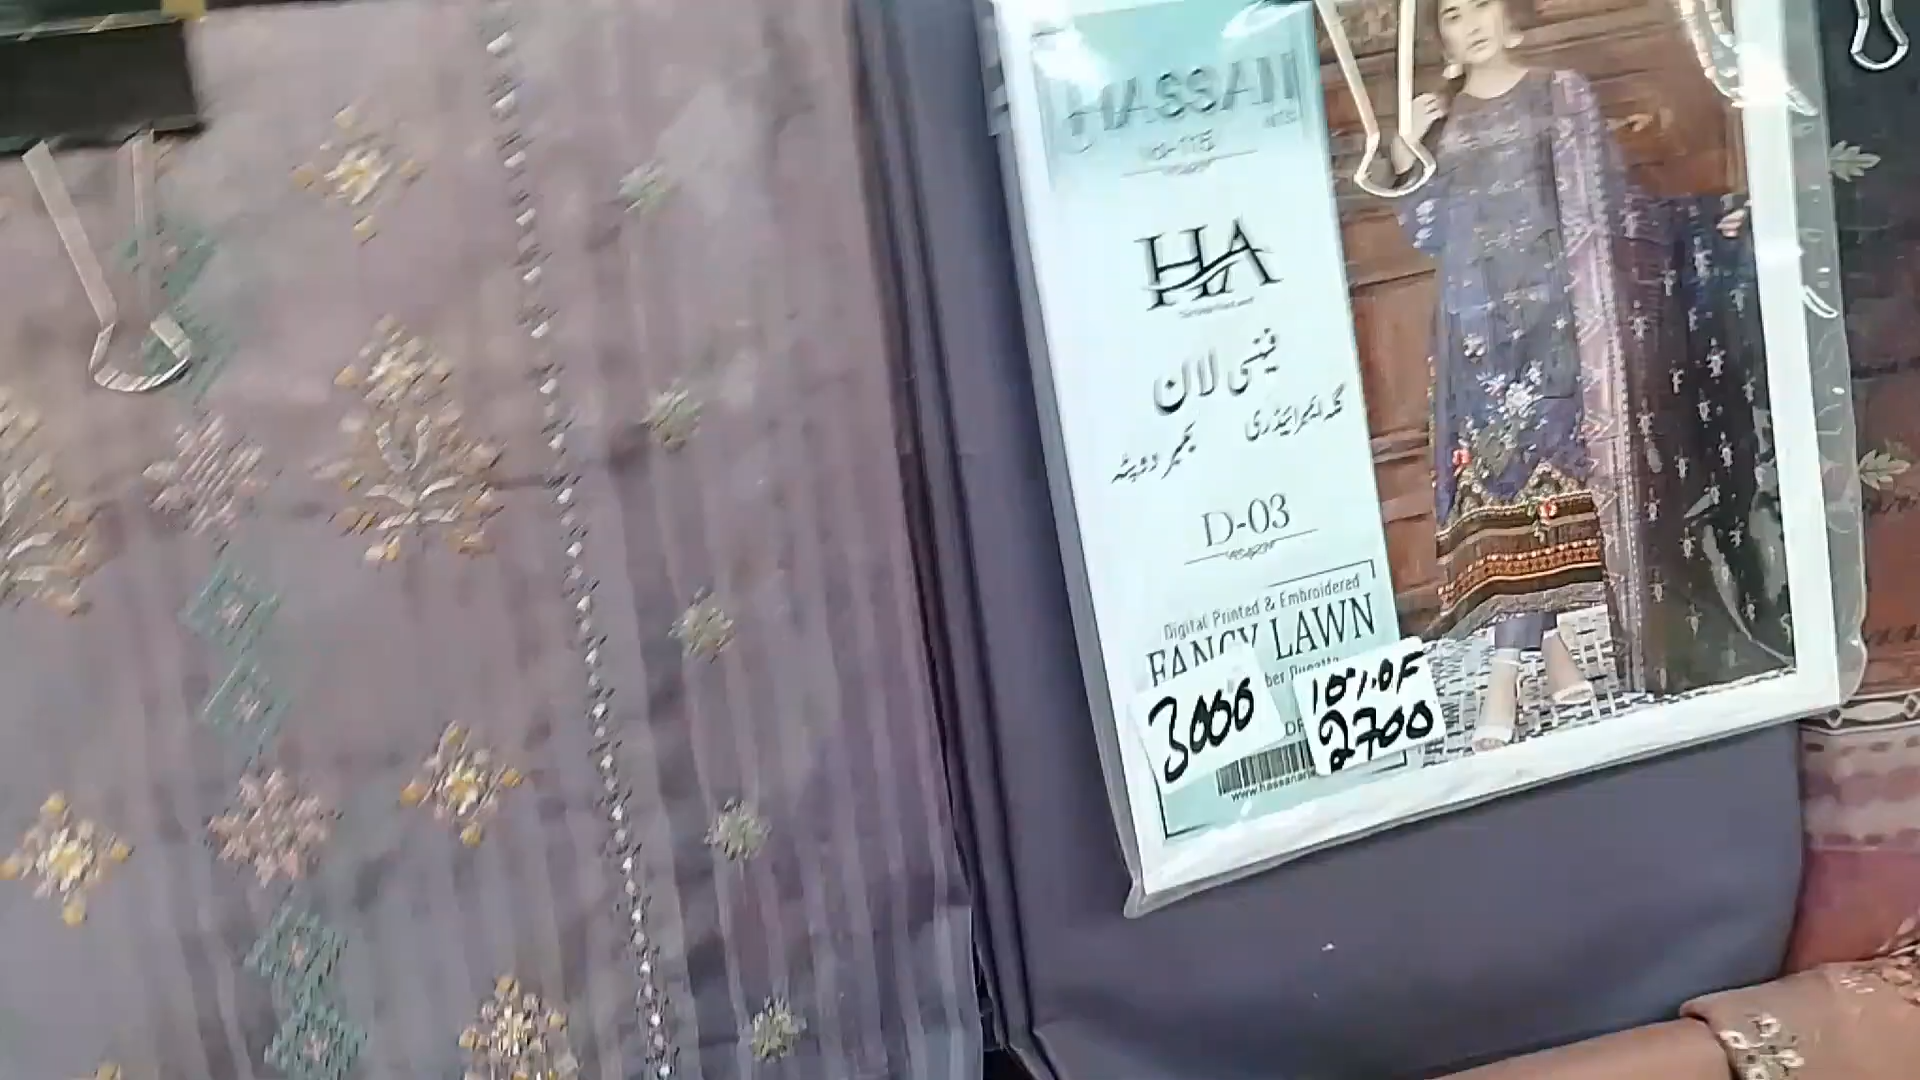 HASSAN
HA
فینسی لان
گلہ ایمبرائیڈری
بمبر دوپٹہ
D-03
Digital Printed & Embroidered
FANCY LAWN
3000
10% OF
2700